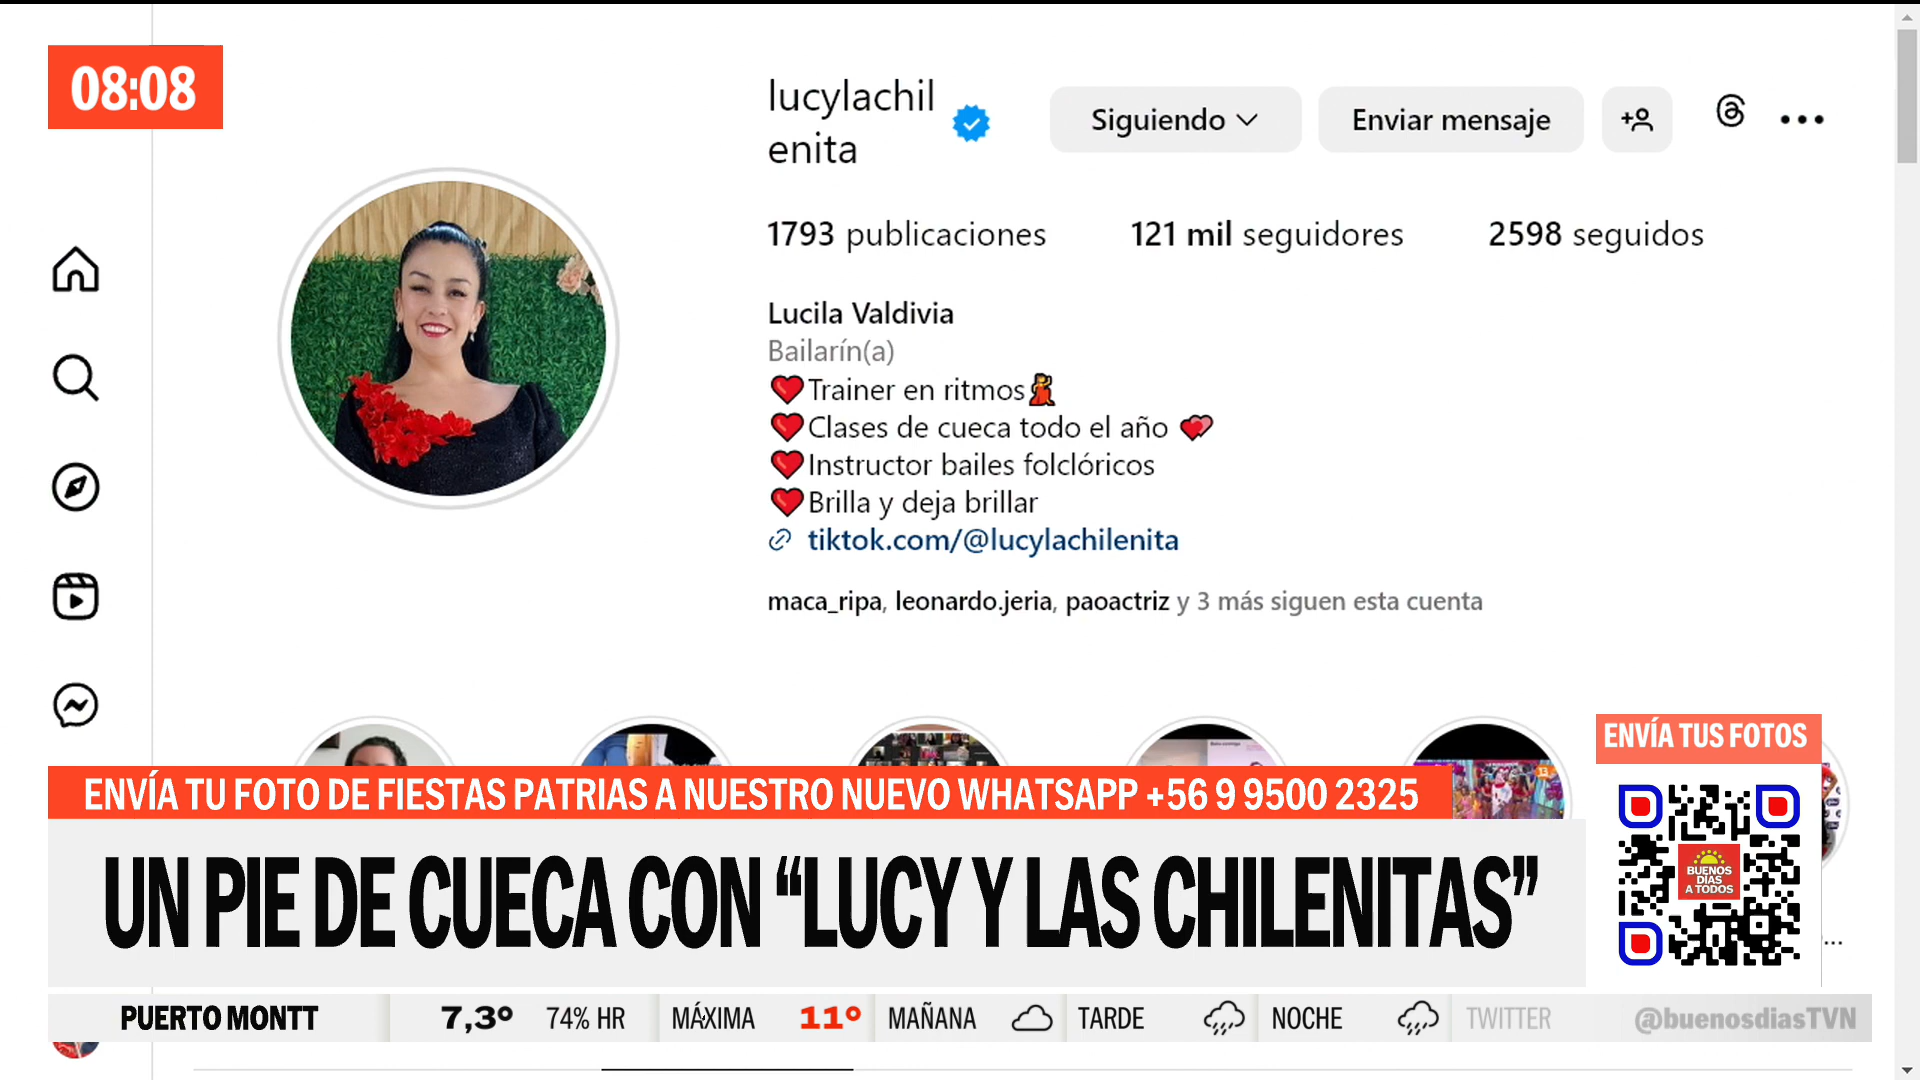 08:08
lucylachil
enita
Siguiendo
Enviar mensaje
1793 publicaciones
121 mil seguidores
2598 seguidos
Lucila Valdivia
Bailarín(a)
❤️Trainer en ritmos💃
❤️Clases de cueca todo el año 💕
❤️Instructor bailes folclóricos
❤️Brilla y deja brillar
tiktok.com/@lucylachilenita
maca_ripa, leonardo.jeria, paoactriz y 3 más siguen esta cuenta
ENVÍA TUS FOTOS
ENVÍA TU FOTO DE FIESTAS PATRIAS A NUESTRO NUEVO WHATSAPP +56 9 9500 2325
UN PIE DE CUECA CON “LUCY Y LAS CHILENITAS”
BUENOS
DÍAS
A TODOS
...
PUERTO MONTT 7,3° 74% HR MÁXIMA 11° MAÑANA TARDE NOCHE TWITTER @buenosdiasTVN